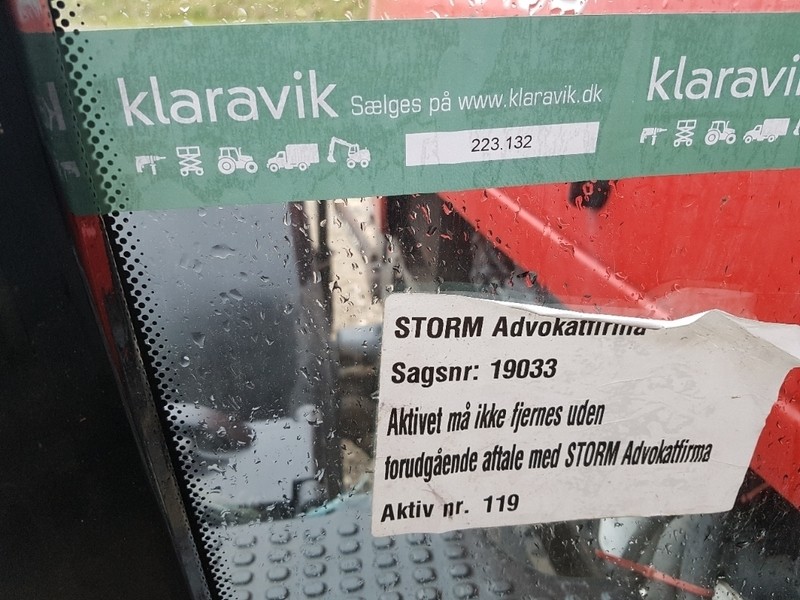 klaravik Sælges på www.klaravik.dk
223.132
klaravi
STORM Advokatfirma
Sagsnr: 19033
Aktivet må ikke fjernes uden
forudgående aftale med STORM Advokatfirma
Aktiv nr. 119